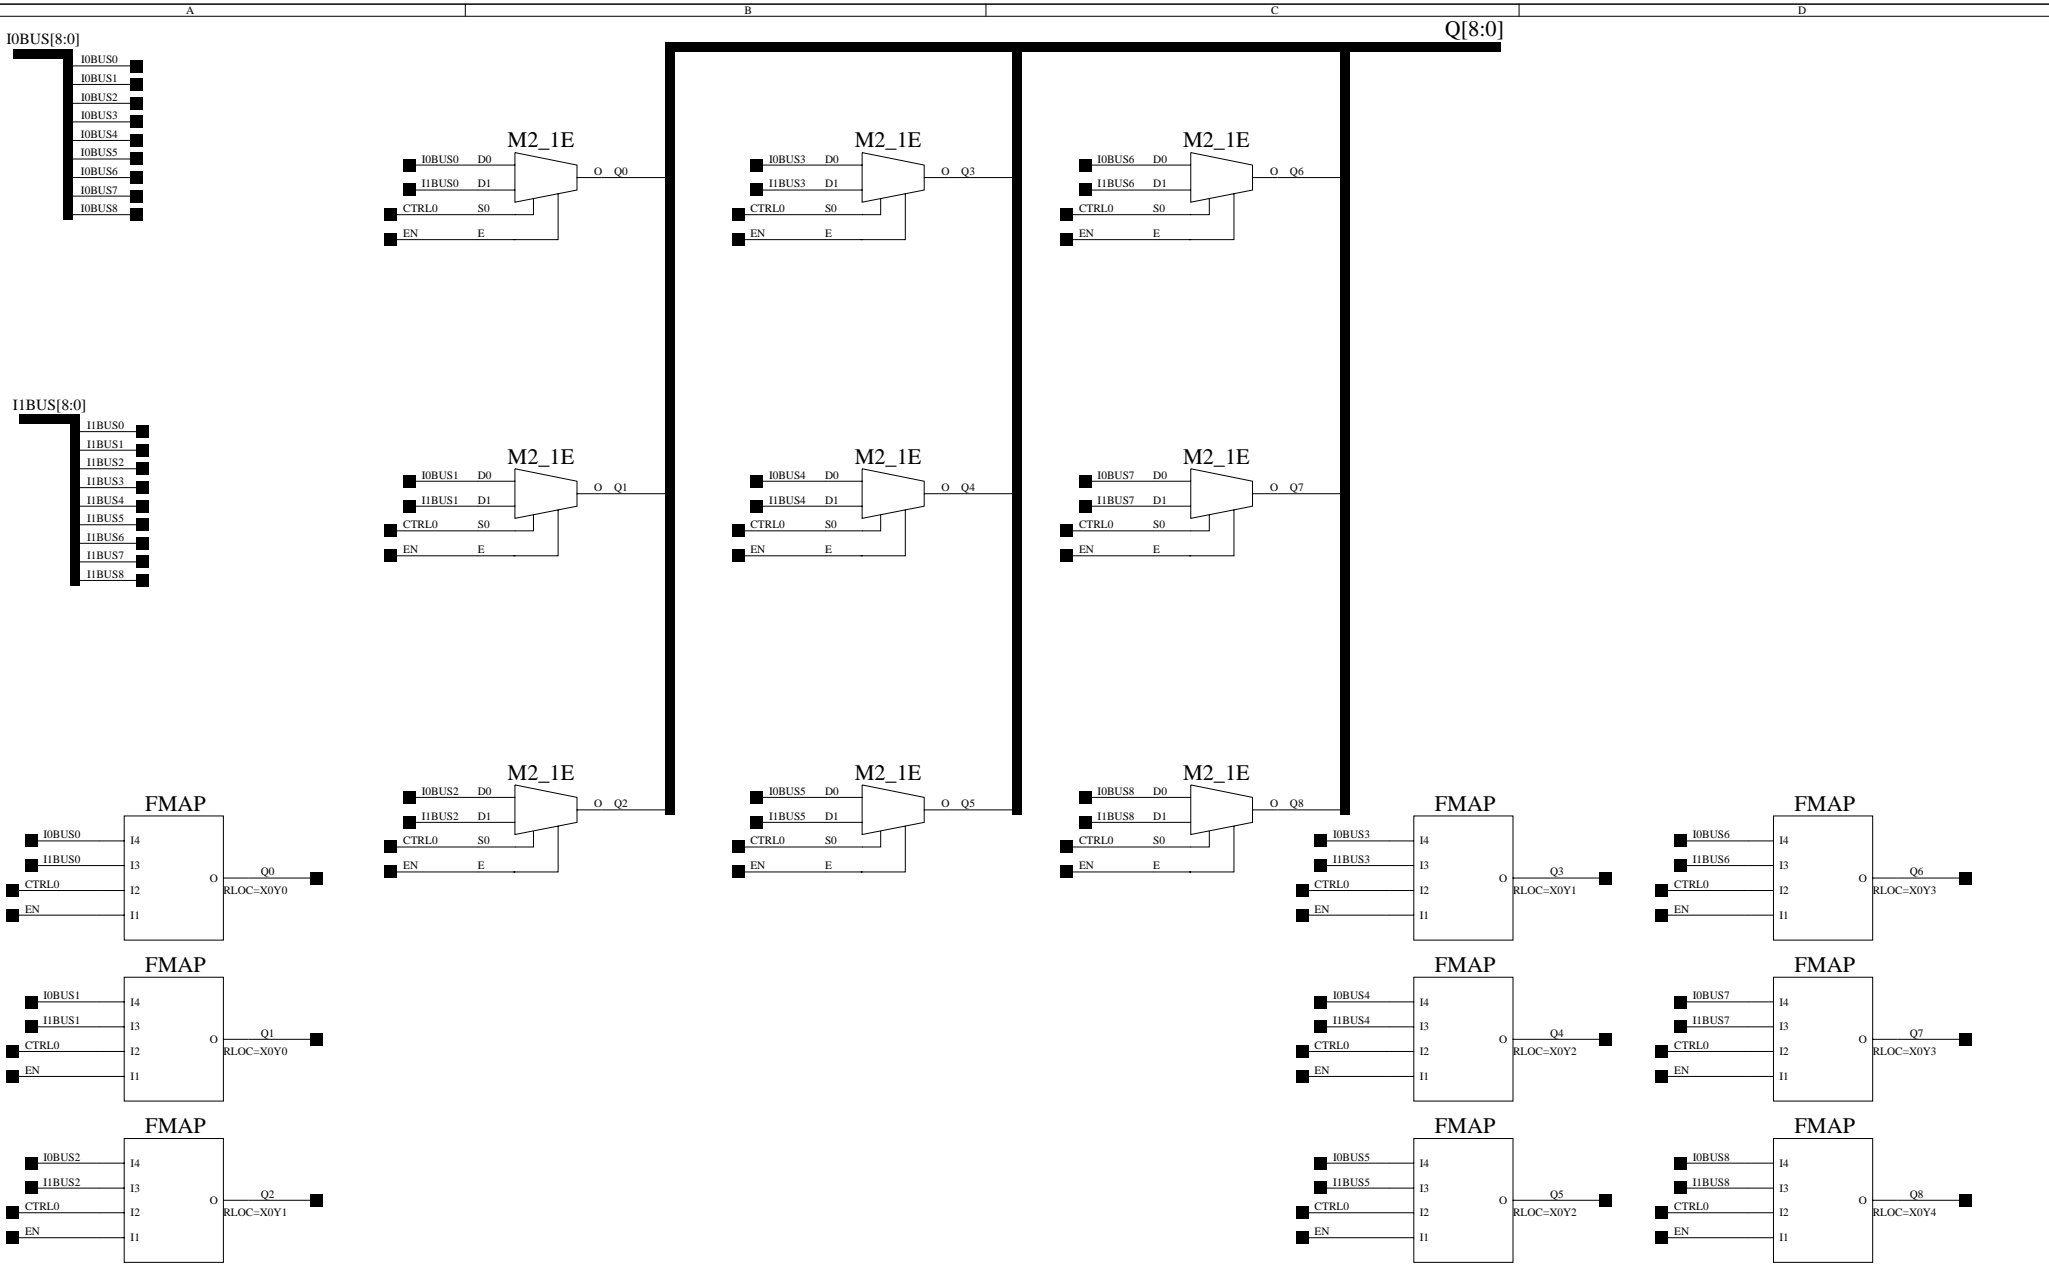 A B C D
I0BUS[8:0]
I0BUS0
I0BUS1
I0BUS2
I0BUS3
I0BUS4
I0BUS5
I0BUS6
I0BUS7
I0BUS8
Q[8:0]
M2_1E
I0BUS0 D0
I1BUS0 D1
CTRL0 S0
EN E
O Q0
M2_1E
I0BUS3 D0
I1BUS3 D1
CTRL0 S0
EN E
O Q3
M2_1E
I0BUS6 D0
I1BUS6 D1
CTRL0 S0
EN E
O Q6
I1BUS[8:0]
I1BUS0
I1BUS1
I1BUS2
I1BUS3
I1BUS4
I1BUS5
I1BUS6
I1BUS7
I1BUS8
M2_1E
I0BUS1 D0
I1BUS1 D1
CTRL0 S0
EN E
O Q1
M2_1E
I0BUS4 D0
I1BUS4 D1
CTRL0 S0
EN E
O Q4
M2_1E
I0BUS7 D0
I1BUS7 D1
CTRL0 S0
EN E
O Q7
M2_1E
I0BUS2 D0
I1BUS2 D1
CTRL0 S0
EN E
O Q2
M2_1E
I0BUS5 D0
I1BUS5 D1
CTRL0 S0
EN E
O Q5
M2_1E
I0BUS8 D0
I1BUS8 D1
CTRL0 S0
EN E
O Q8
FMAP
I0BUS0 I4
I1BUS0 I3
CTRL0 I2
EN I1
O Q0
RLOC=X0Y0
FMAP
I0BUS3 I4
I1BUS3 I3
CTRL0 I2
EN I1
O Q3
RLOC=X0Y1
FMAP
I0BUS6 I4
I1BUS6 I3
CTRL0 I2
EN I1
O Q6
RLOC=X0Y3
FMAP
I0BUS1 I4
I1BUS1 I3
CTRL0 I2
EN I1
O Q1
RLOC=X0Y0
FMAP
I0BUS4 I4
I1BUS4 I3
CTRL0 I2
EN I1
O Q4
RLOC=X0Y2
FMAP
I0BUS7 I4
I1BUS7 I3
CTRL0 I2
EN I1
O Q7
RLOC=X0Y3
FMAP
I0BUS2 I4
I1BUS2 I3
CTRL0 I2
EN I1
O Q2
RLOC=X0Y1
FMAP
I0BUS5 I4
I1BUS5 I3
CTRL0 I2
EN I1
O Q5
RLOC=X0Y2
FMAP
I0BUS8 I4
I1BUS8 I3
CTRL0 I2
EN I1
O Q8
RLOC=X0Y4